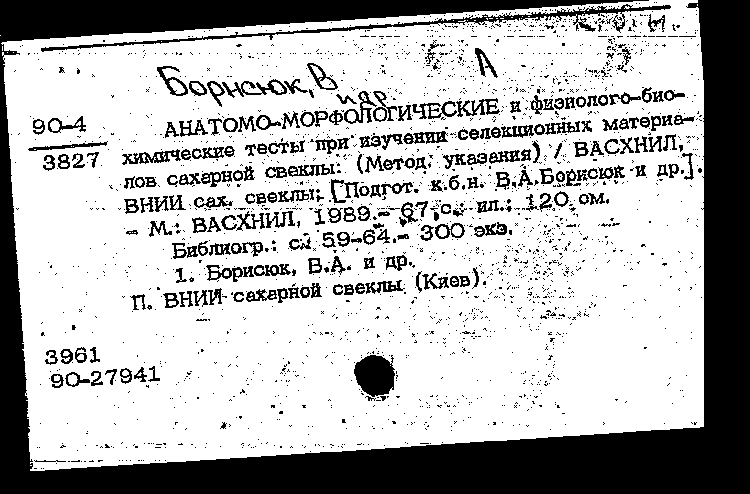 Борисюк, В А
и др
90-4 АНАТОМО-МОРФОЛОГИЧЕСКИЕ и физиолого-био-
3827 химические тесты при изучении селекционных материа-
лов сахарной свеклы: (Метод. указания) / ВАСХНИЛ,
ВНИИ сах. свеклы; [Подгот. к.б.н. В.А.Борисюк и др.].
- М.: ВАСХНИЛ, 1989.- 67 с.: ил.; 120 см.
Библиогр.: с. 59-64.- 300 экз.
1. Борисюк, В.А. и др.
П. ВНИИ сахарной свеклы (Киев).
3961
90-27941